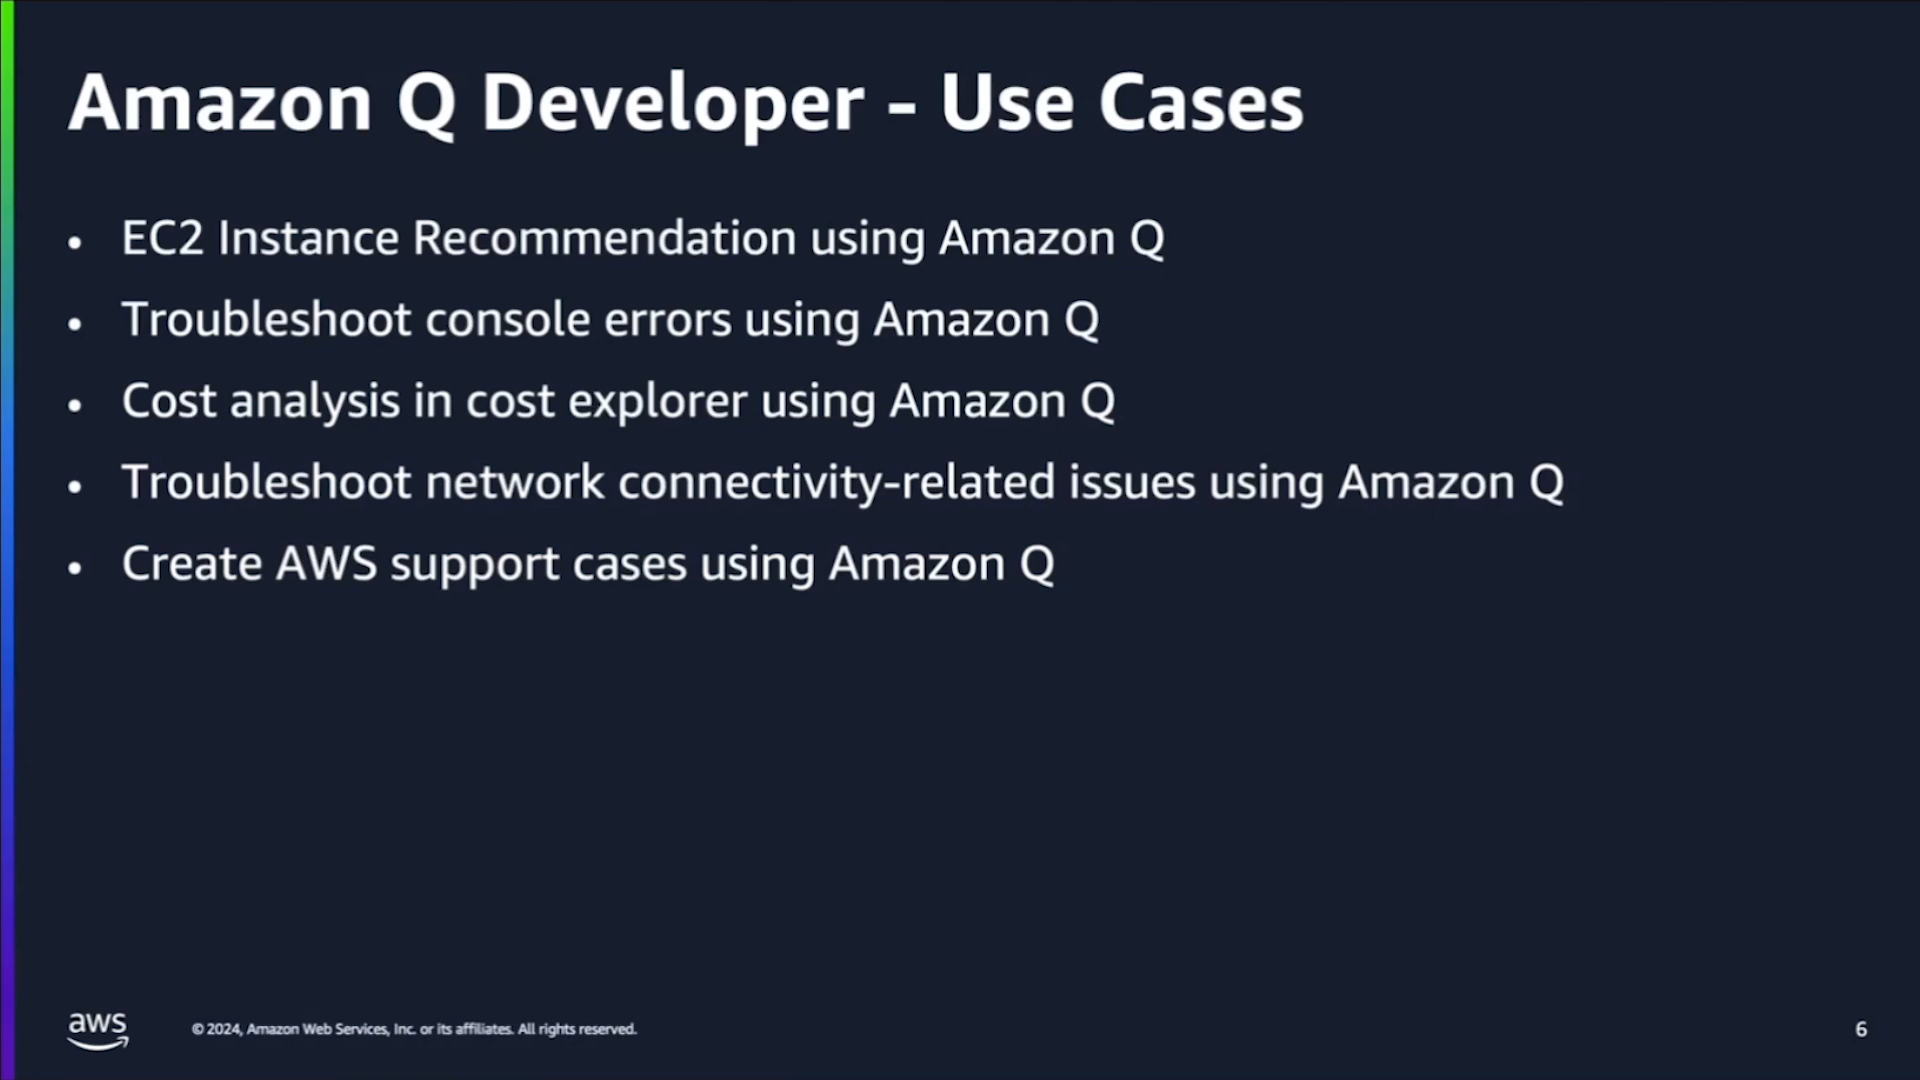 Amazon Q Developer - Use Cases
• EC2 Instance Recommendation using Amazon Q
• Troubleshoot console errors using Amazon Q
• Cost analysis in cost explorer using Amazon Q
• Troubleshoot network connectivity-related issues using Amazon Q
• Create AWS support cases using Amazon Q
aws
© 2024, Amazon Web Services, Inc. or its affiliates. All rights reserved.
6